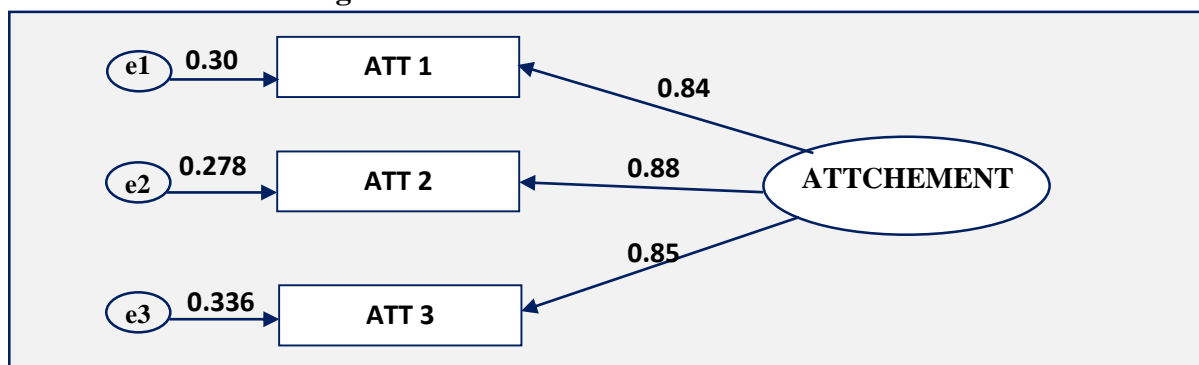 e1
0.30
ATT 1
0.84
e2
0.278
ATT 2
0.88
ATTCHEMENT
e3
0.336
ATT 3
0.85